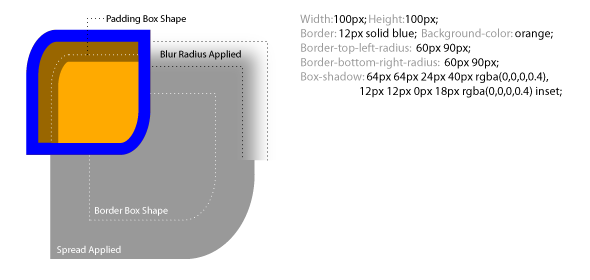 Padding Box Shape
Blur Radius Applied
Border Box Shape
Spread Applied
Width:100px; Height:100px;
Border: 12px solid blue; Background-color: orange;
Border-top-left-radius: 60px 90px;
Border-bottom-right-radius: 60px 90px;
Box-shadow: 64px 64px 24px 40px rgba(0,0,0,0.4),
12px 12px 0px 18px rgba(0,0,0,0.4) inset;